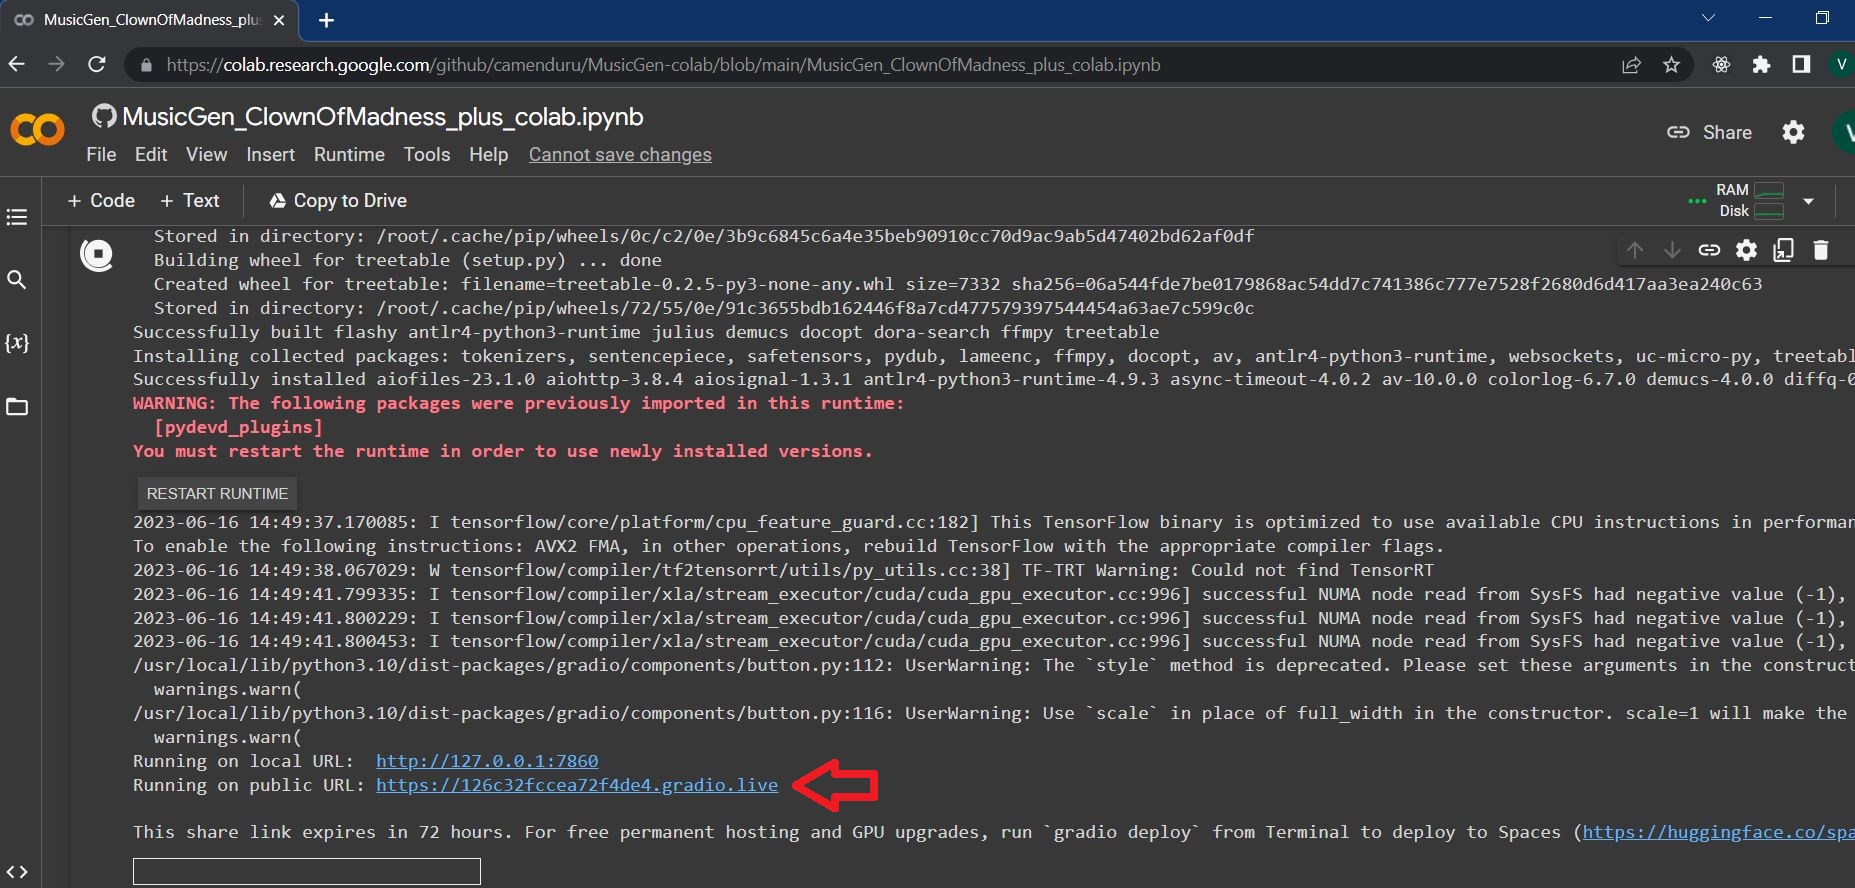 MusicGen_ClownOfMadness_plu
https://colab.research.google.com/github/camenduru/MusicGen-colab/blob/main/MusicGen_ClownOfMadness_plus_colab.ipynb
V
MusicGen_ClownOfMadness_plus_colab.ipynb
Share
V
File Edit View Insert Runtime Tools Help Cannot save changes
+ Code + Text Copy to Drive
RAM
Disk
Stored in directory: /root/.cache/pip/wheels/0c/c2/0e/3b9c6845c6a4e35beb90910cc70d9ac9ab5d47402bd62af0df
Building wheel for treetable (setup.py) ... done
Created wheel for treetable: filename=treetable-0.2.5-py3-none-any.whl size=7332 sha256=06a544fde7be0179868ac54dd7c741386c777e7528f2680d6d417aa3ea240c63
Stored in directory: /root/.cache/pip/wheels/72/55/0e/91c3655bdb162446f8a7cd477579397544454a63ae7c599c0c
Successfully built flashy antlr4-python3-runtime julius demucs docopt dora-search ffmpy treetable
Installing collected packages: tokenizers, sentencepiece, safetensors, pydub, lameenc, ffmpy, docopt, av, antlr4-python3-runtime, websockets, uc-micro-py, treetabl
Successfully installed aiofiles-23.1.0 aiohttp-3.8.4 aiosignal-1.3.1 antlr4-python3-runtime-4.9.3 async-timeout-4.0.2 av-10.0.0 colorlog-6.7.0 demucs-4.0.0 diffq-0
WARNING: The following packages were previously imported in this runtime:
[pydevd_plugins]
You must restart the runtime in order to use newly installed versions.
RESTART RUNTIME
2023-06-16 14:49:37.170085: I tensorflow/core/platform/cpu_feature_guard.cc:182] This TensorFlow binary is optimized to use available CPU instructions in performan
To enable the following instructions: AVX2 FMA, in other operations, rebuild TensorFlow with the appropriate compiler flags.
2023-06-16 14:49:38.067029: W tensorflow/compiler/tf2tensorrt/utils/py_utils.cc:38] TF-TRT Warning: Could not find TensorRT
2023-06-16 14:49:41.799335: I tensorflow/compiler/xla/stream_executor/cuda/cuda_gpu_executor.cc:996] successful NUMA node read from SysFS had negative value (-1),
2023-06-16 14:49:41.800229: I tensorflow/compiler/xla/stream_executor/cuda/cuda_gpu_executor.cc:996] successful NUMA node read from SysFS had negative value (-1),
2023-06-16 14:49:41.800453: I tensorflow/compiler/xla/stream_executor/cuda/cuda_gpu_executor.cc:996] successful NUMA node read from SysFS had negative value (-1),
/usr/local/lib/python3.10/dist-packages/gradio/components/button.py:112: UserWarning: The `style` method is deprecated. Please set these arguments in the construct
warnings.warn(
/usr/local/lib/python3.10/dist-packages/gradio/components/button.py:116: UserWarning: Use `scale` in place of full_width in the constructor. scale=1 will make the
warnings.warn(
Running on local URL: http://127.0.0.1:7860
Running on public URL: https://126c32fccea72f4de4.gradio.live
This share link expires in 72 hours. For free permanent hosting and GPU upgrades, run `gradio deploy` from Terminal to deploy to Spaces (https://huggingface.co/spa